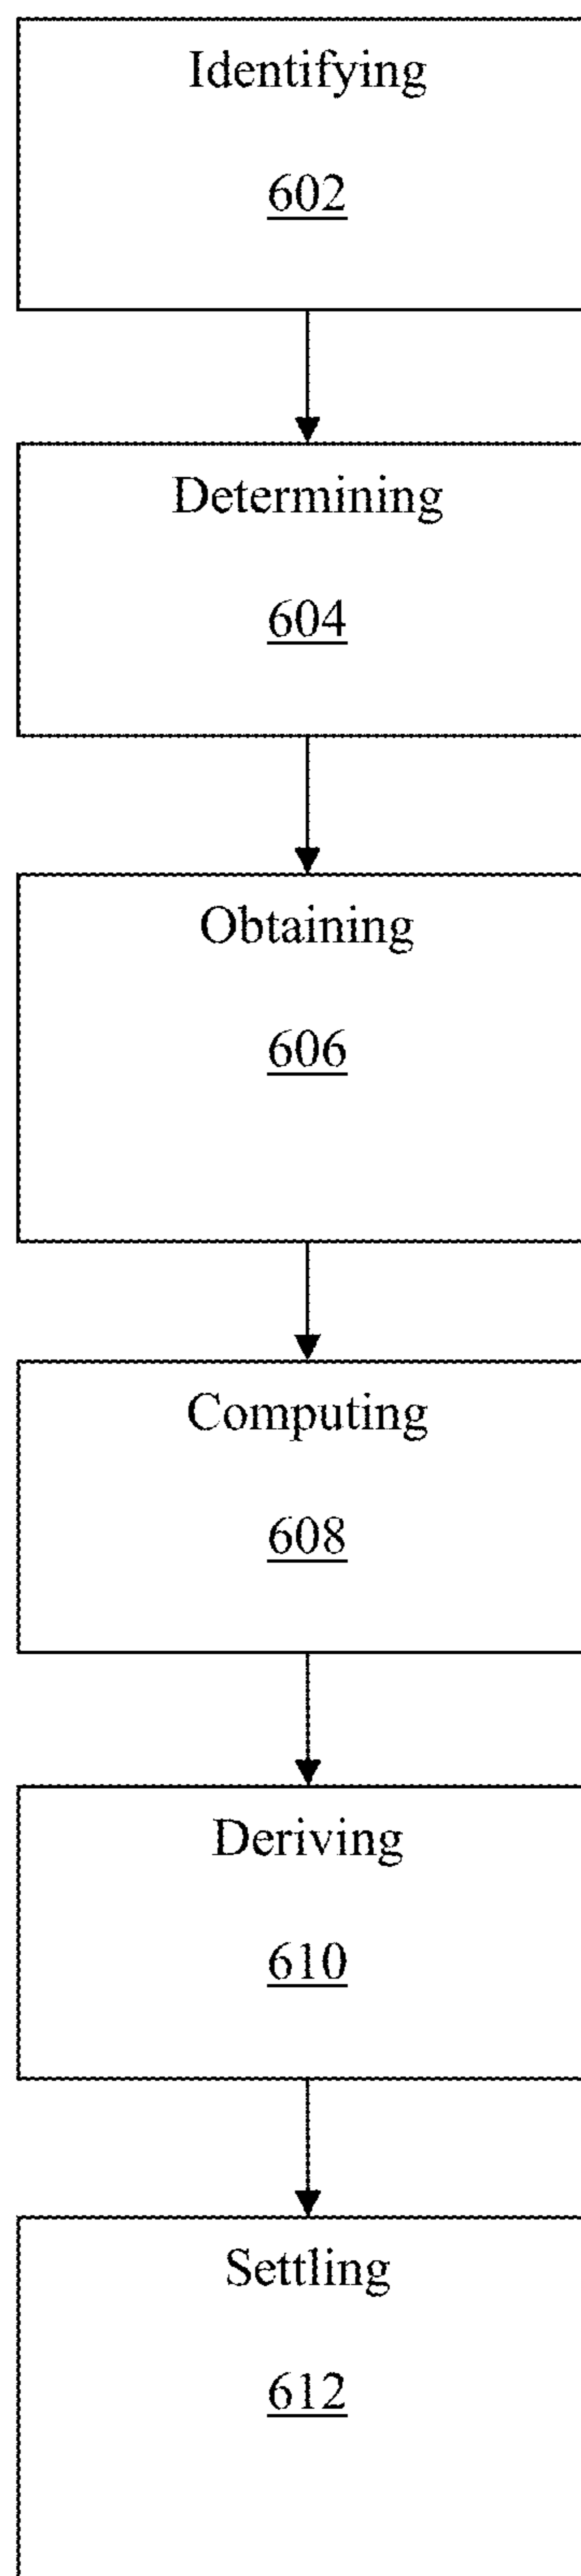 Identifying
602
Determining
604
Obtaining
606
Computing
608
Deriving
610
Settling
612